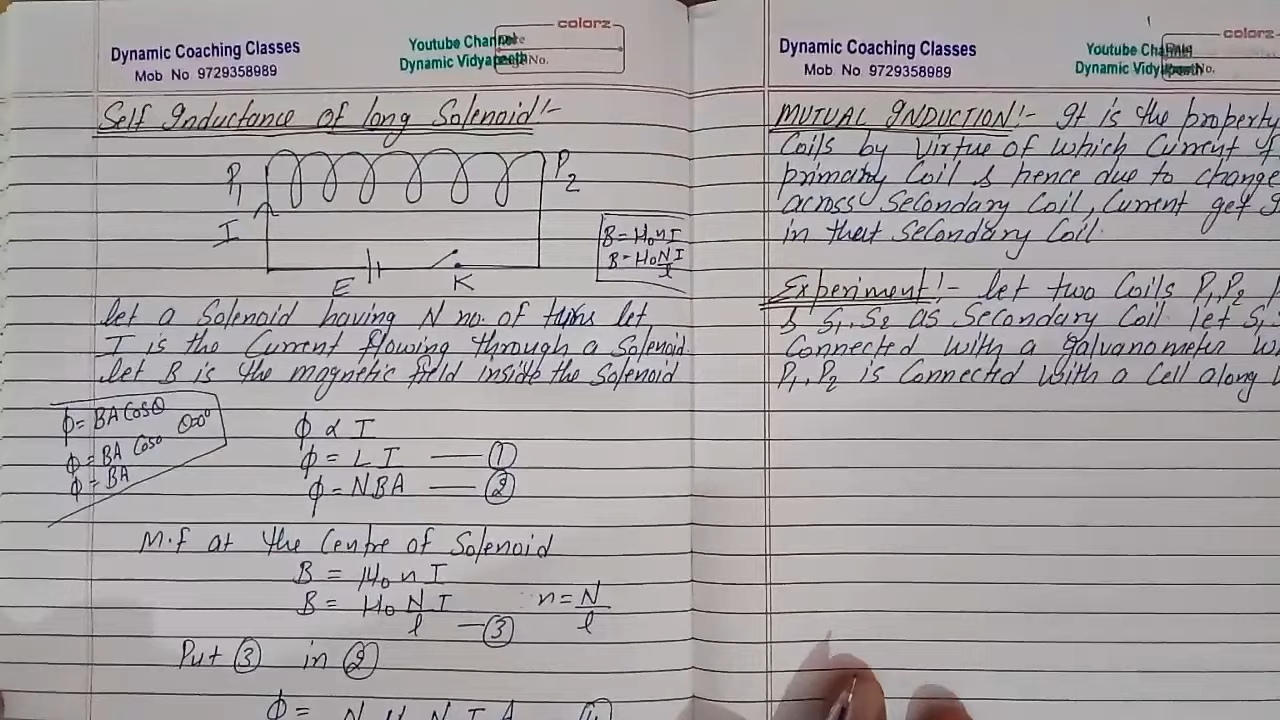 colorz
Dynamic Coaching Classes
Mob No 9729358989
Youtube Channel
Dynamic Vidyapeeth
No.
Self Inductance of long Solenoid :-
P1
P2
I
E
K
B = μ0 n I
B = μ0 N I / l
Let a Solenoid having N no. of turns let
I is the Current flowing through a Solenoid.
let B is the magnetic field inside the Solenoid
ϕ = BA Cosθ
θ=0°
ϕ = BA Cos0°
ϕ = BA
ϕ ∝ I
ϕ = L I — ①
ϕ = NBA — ②
M.f at the Centre of Solenoid
B = μ0 n I
B = μ0 N/l I — ③
n = N/l
Put ③ in ②
ϕ = N μ0 N I A
colorz
Dynamic Coaching Classes
Mob No 9729358989
Youtube Channel
Dynamic Vidyapeeth
No.
MUTUAL INDUCTION :- It is the property
Coils by virtue of which Current
primary Coil & hence due to change
across Secondary Coil, Current get
in that Secondary Coil.
Experiment :- Let two Coils P1, P2
& S1, S2 as Secondary Coil. let S1
Connected with a galvanometer
P1, P2 is Connected with a Cell along